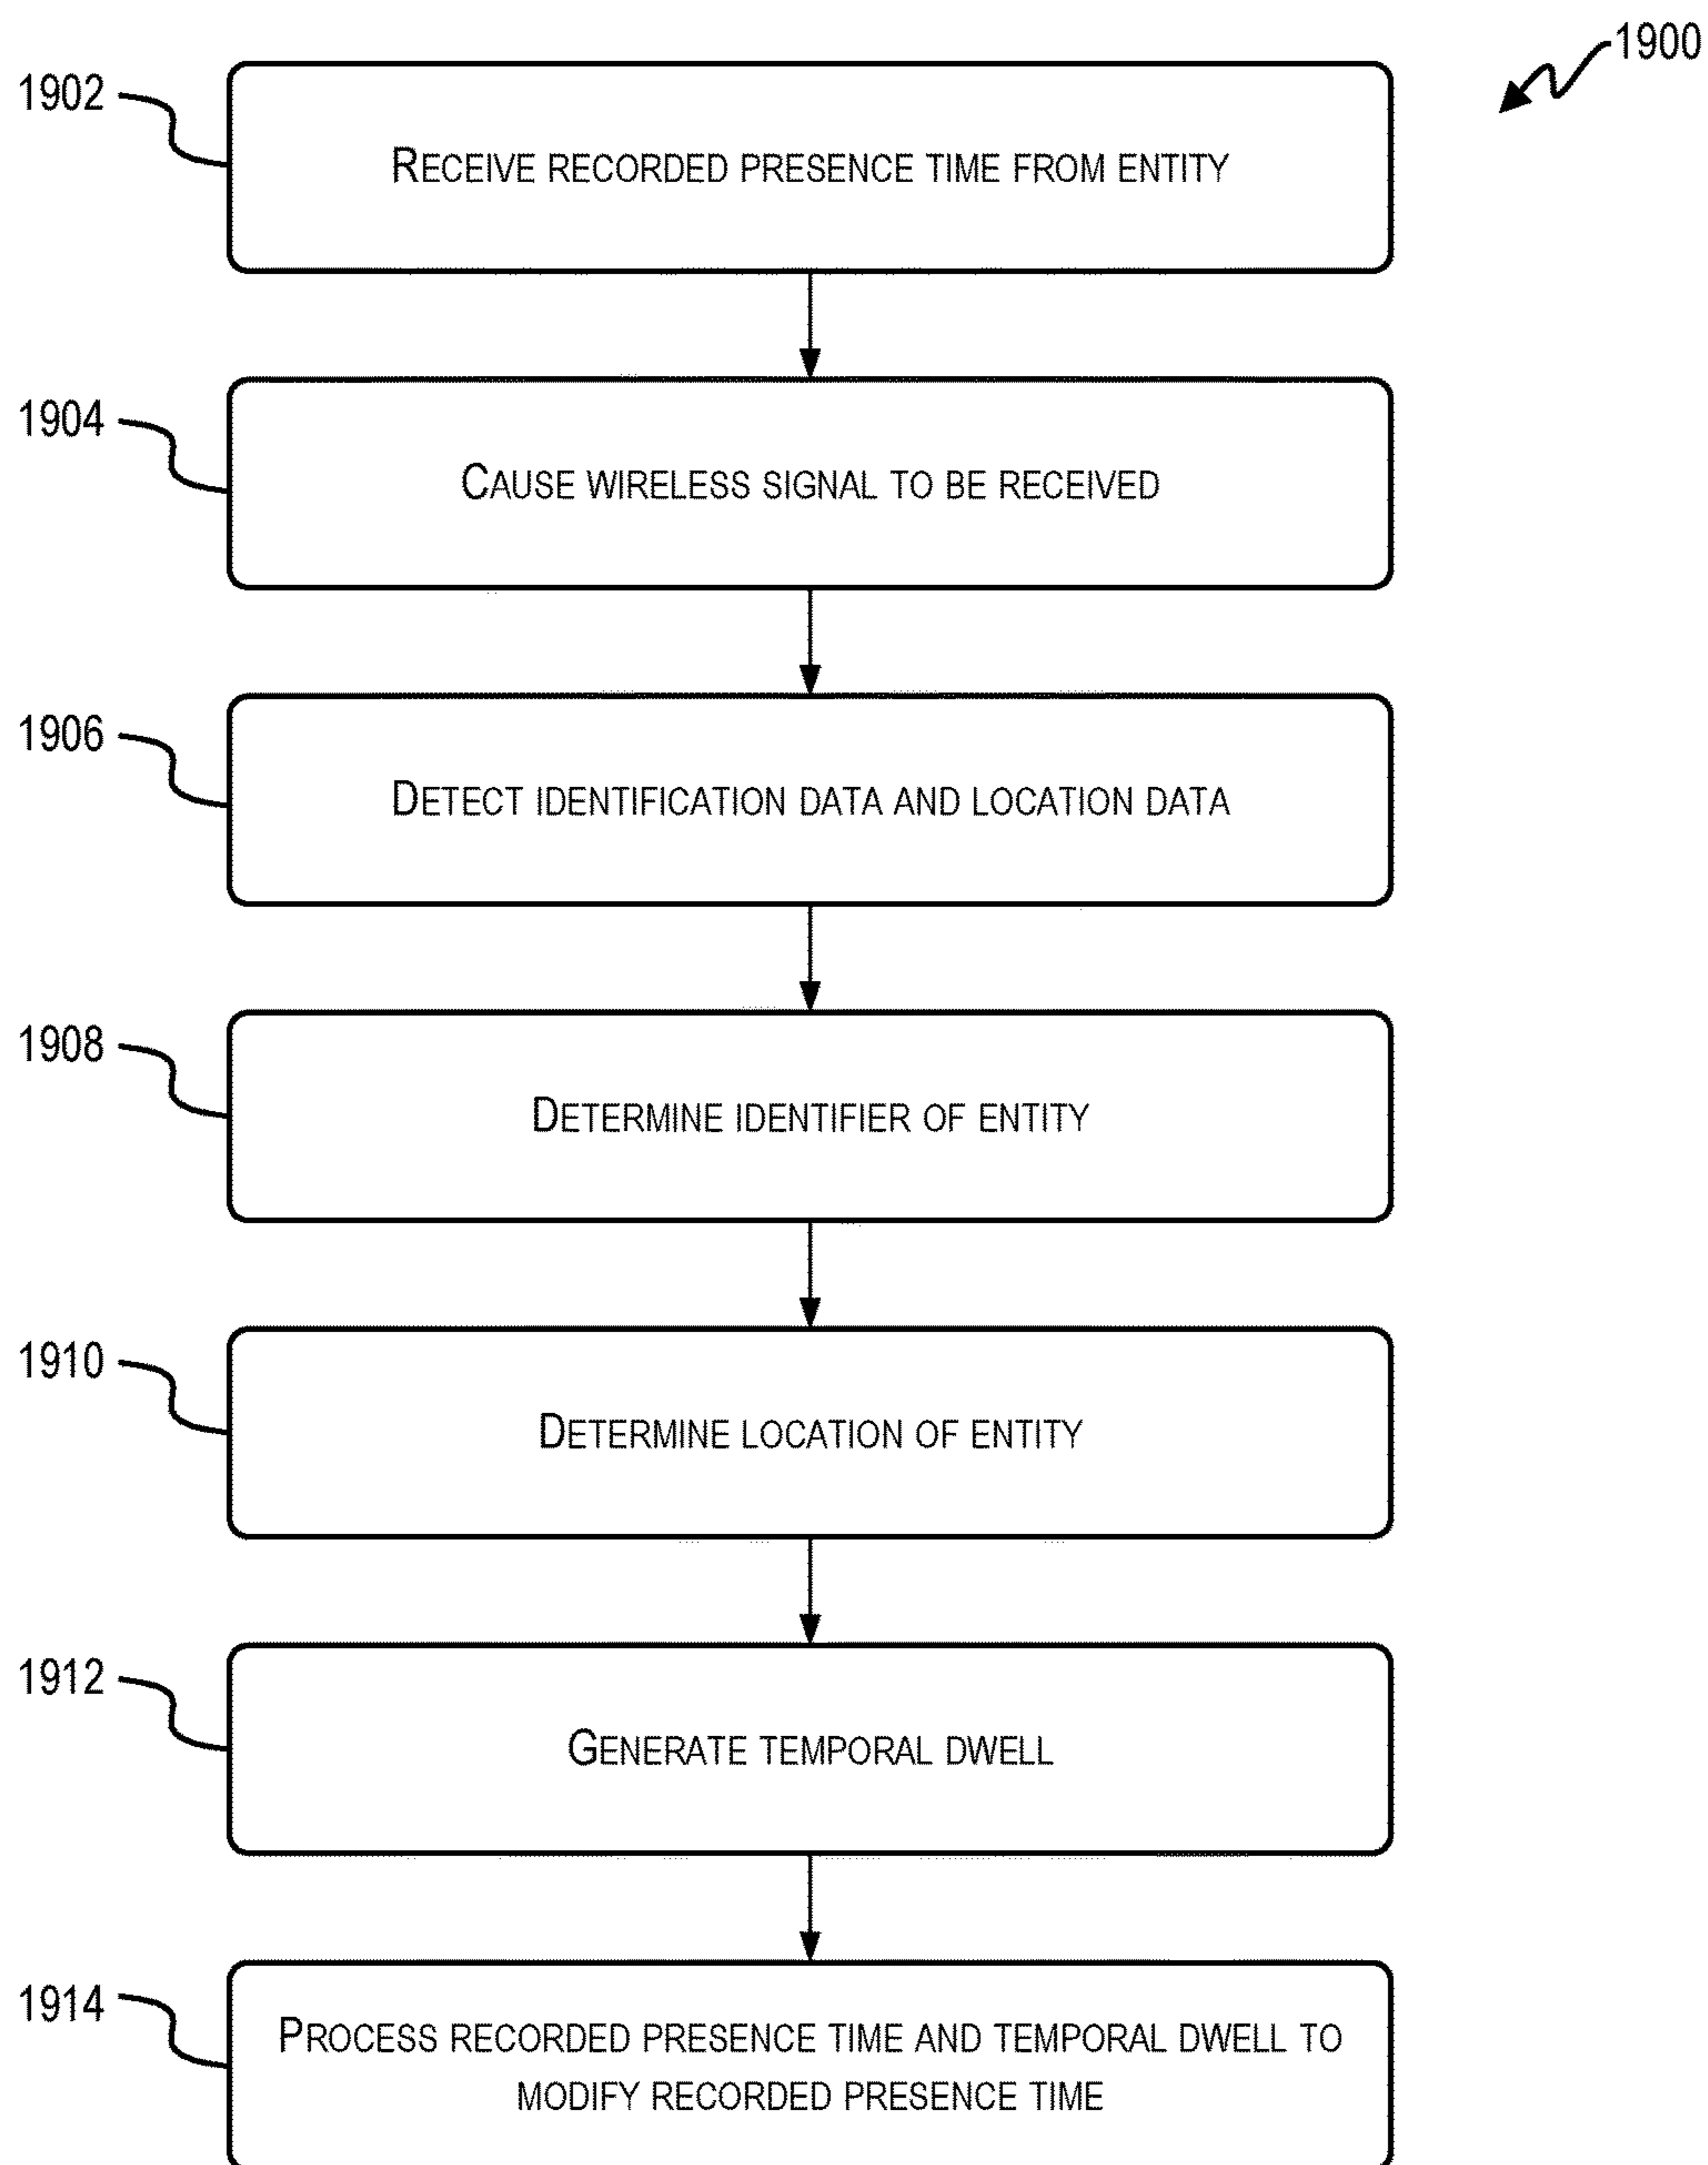 1900
1902
RECEIVE RECORDED PRESENCE TIME FROM ENTITY
1904
CAUSE WIRELESS SIGNAL TO BE RECEIVED
1906
DETECT IDENTIFICATION DATA AND LOCATION DATA
1908
DETERMINE IDENTIFIER OF ENTITY
1910
DETERMINE LOCATION OF ENTITY
1912
GENERATE TEMPORAL DWELL
1914
PROCESS RECORDED PRESENCE TIME AND TEMPORAL DWELL TO
MODIFY RECORDED PRESENCE TIME